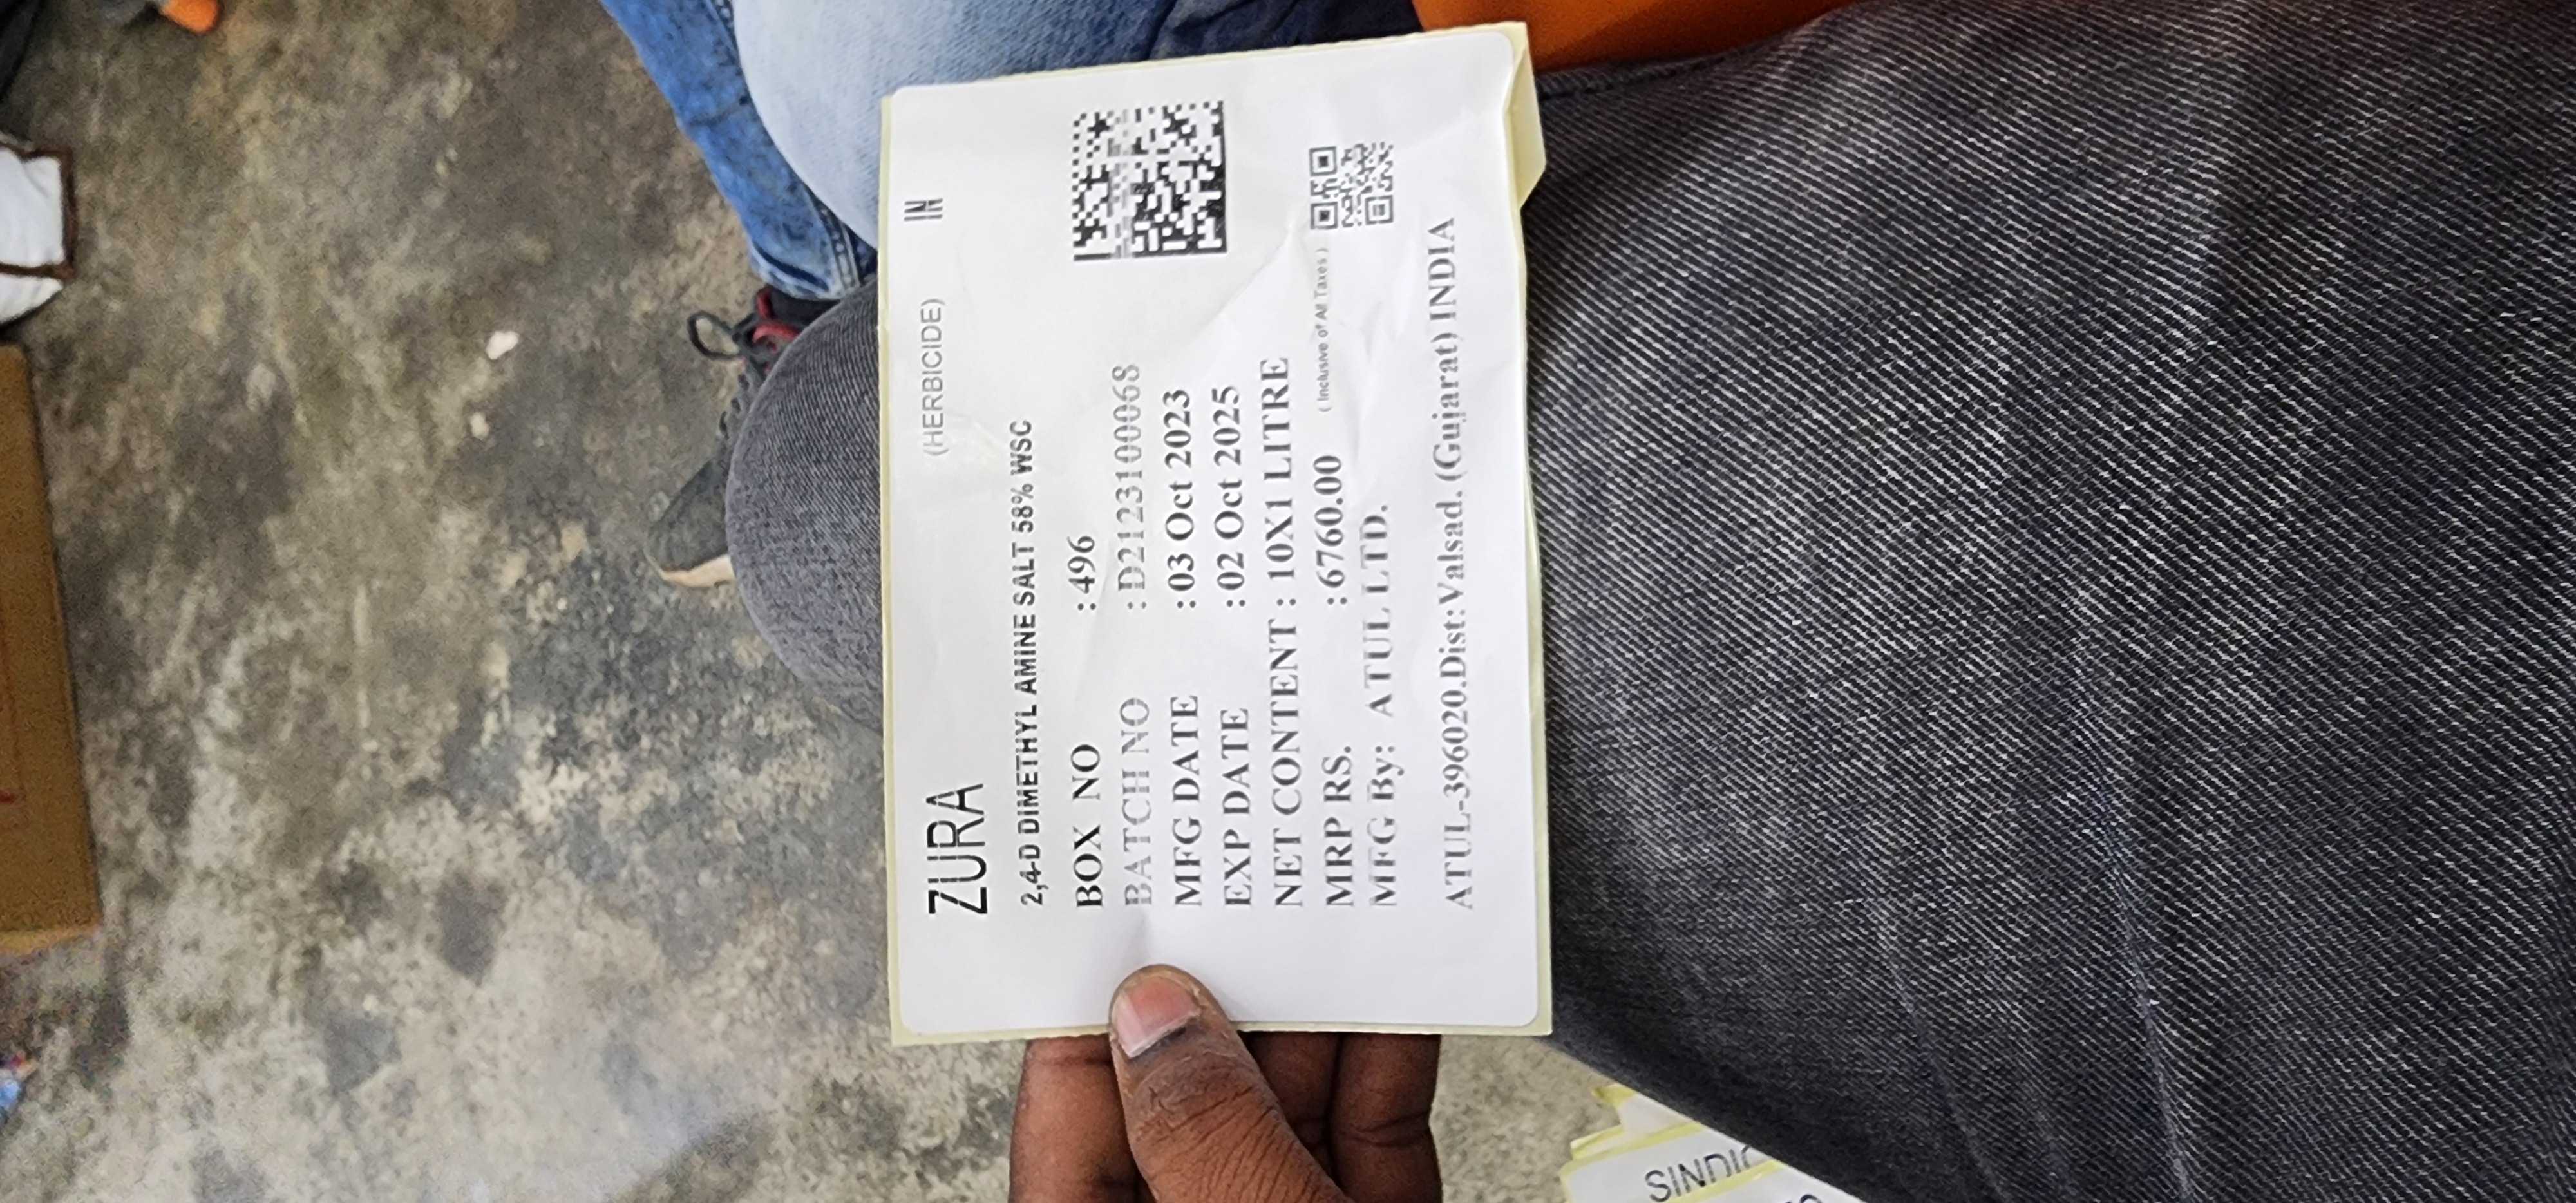 ZURA (HERBICIDE) IN
2,4-D DIMETHYL AMINE SALT 58% WSC
BOX NO : 496
BATCH NO : D2123100068
MFG DATE : 03 Oct 2023
EXP DATE : 02 Oct 2025
NET CONTENT : 10X1 LITRE
MRP RS. : 6760.00 ( Inclusive of All Taxes )
MFG By: ATUL LTD.
ATUL-396020.Dist:Valsad. (Gujarat) INDIA